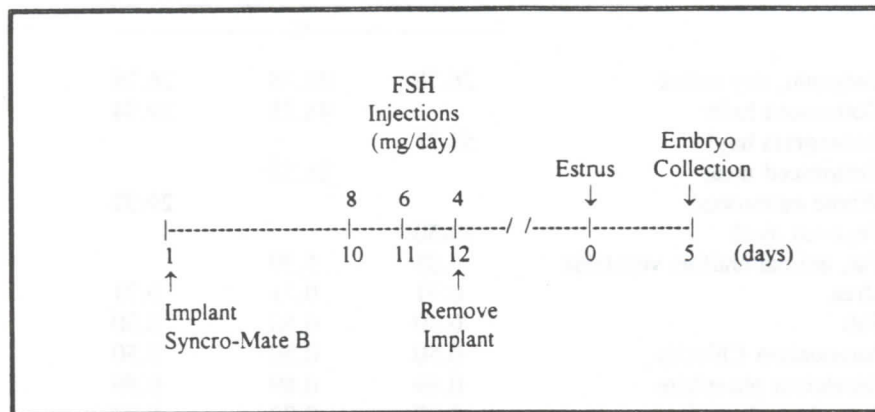 FSH
Injections
(mg/day)
Embryo
Estrus Collection
↓ ↓
8 6 4
|--------------------|-----|-----|-----/ /-----|----------|
1 10 11 12 0 5 (days)
↑ ↑
Implant Remove
Syncro-Mate B Implant